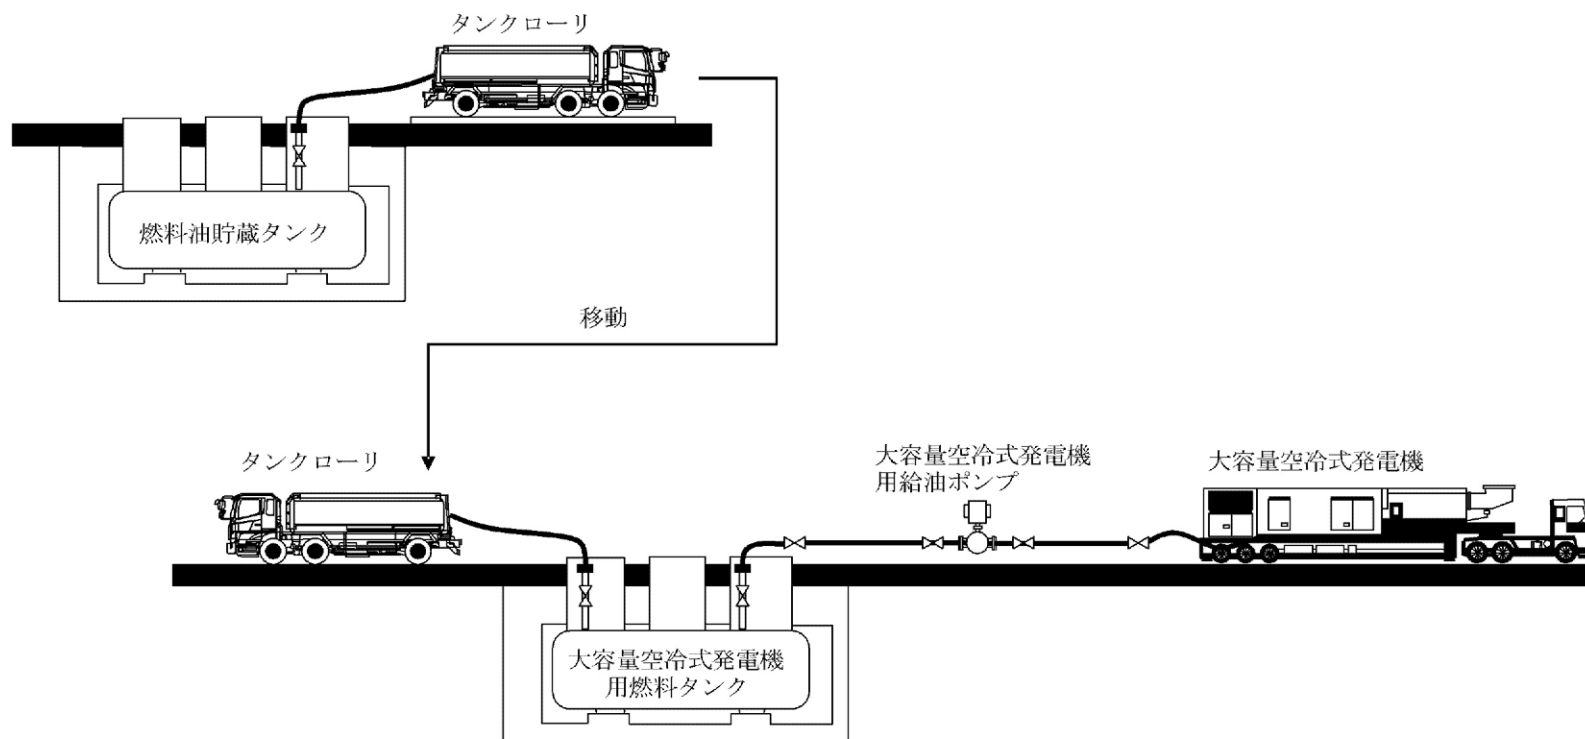 タンクローリ
燃料油貯蔵タンク
移動
タンクローリ
大容量空冷式発電機
用給油ポンプ
大容量空冷式発電機
大容量空冷式発電機
用燃料タンク